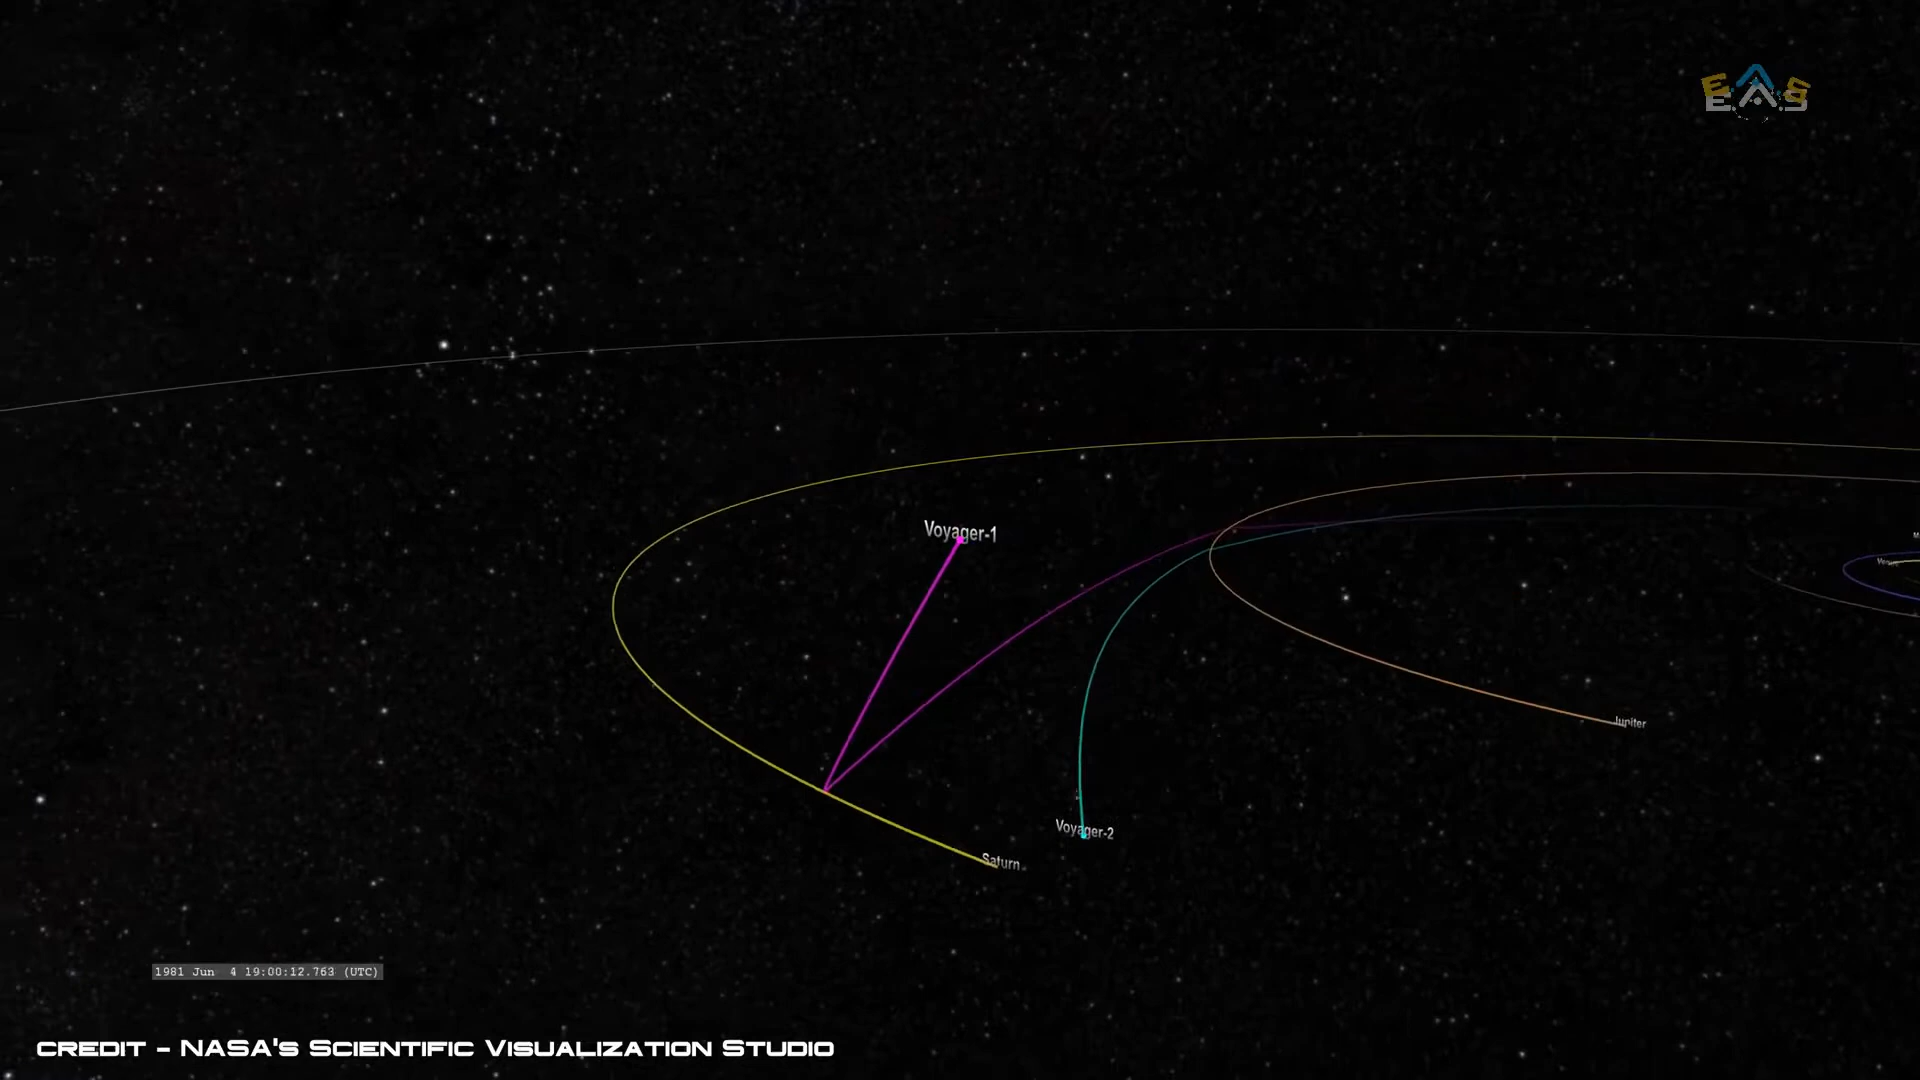 E.A.S
Voyager-1
Venus
Jupiter
Voyager-2
Saturn
1981 Jun  4 19:00:12.763 (UTC)
CREDIT - NASA's Scientific Visualization Studio